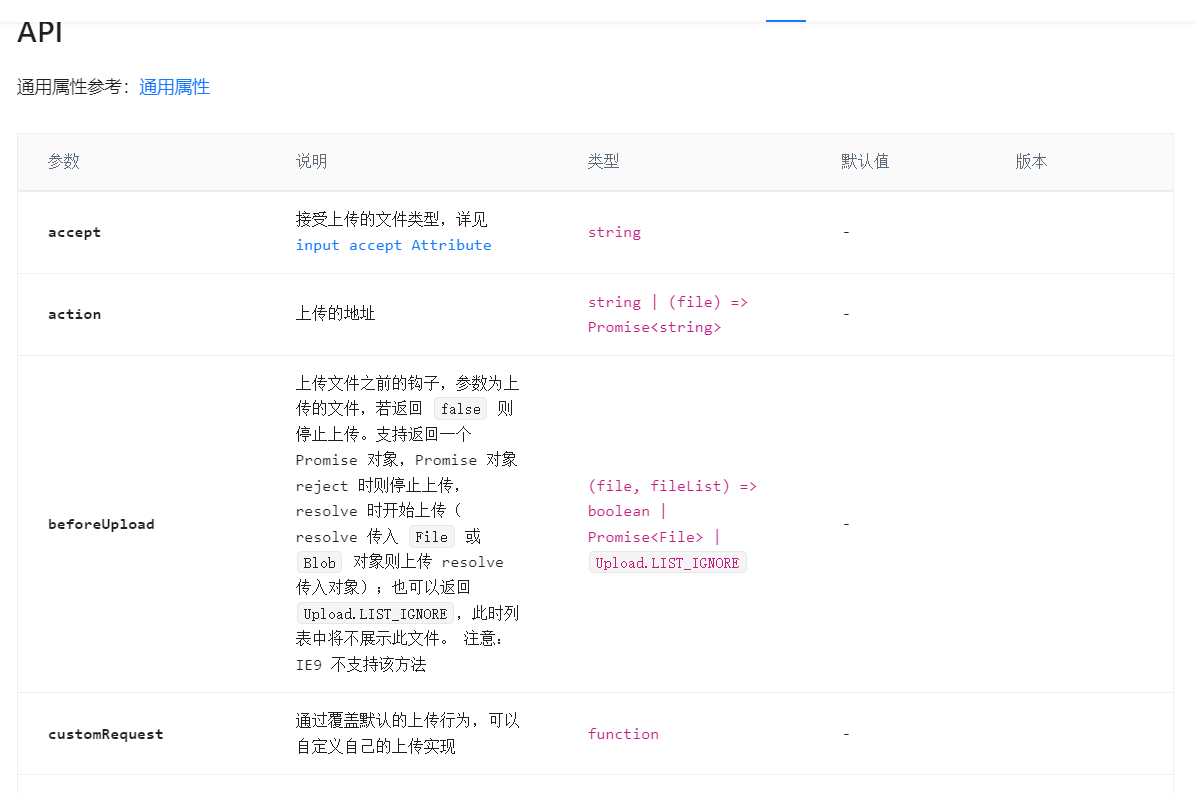 API
通用属性参考：通用属性
参数 说明 类型 默认值 版本
accept 接受上传的文件类型，详见 input accept Attribute string -
action 上传的地址 string | (file) => Promise<string> -
上传文件之前的钩子，参数为上
传的文件，若返回 false 则
停止上传。支持返回一个
Promise 对象，Promise 对象
reject 时则停止上传，
resolve 时开始上传（
resolve 传入 File 或
Blob 对象则上传 resolve
传入对象）；也可以返回
Upload.LIST_IGNORE，此时列
表中将不展示此文件。 注意：
IE9 不支持该方法
beforeUpload
(file, fileList) =>
boolean |
Promise<File> |
Upload.LIST_IGNORE
-
customRequest
通过覆盖默认的上传行为，可以
自定义自己的上传实现
function
-